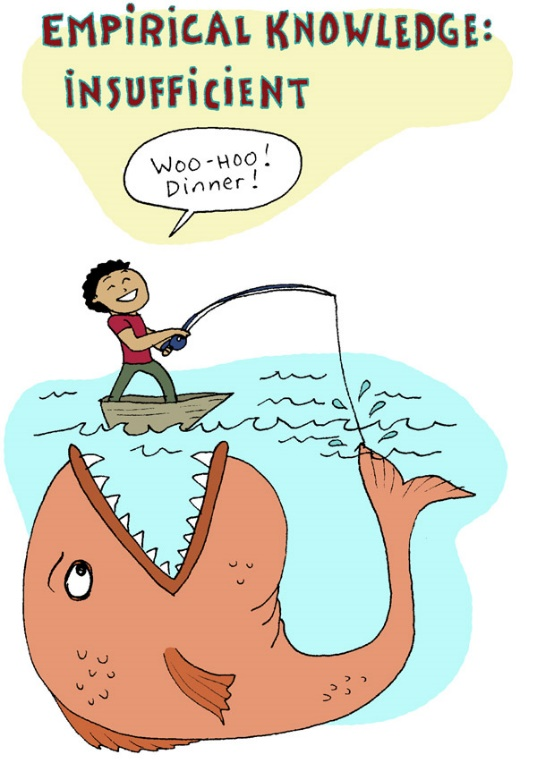 EMPIRICAL KNOWLEDGE:
INSUFFICIENT
WOO-HOO!
Dinner!